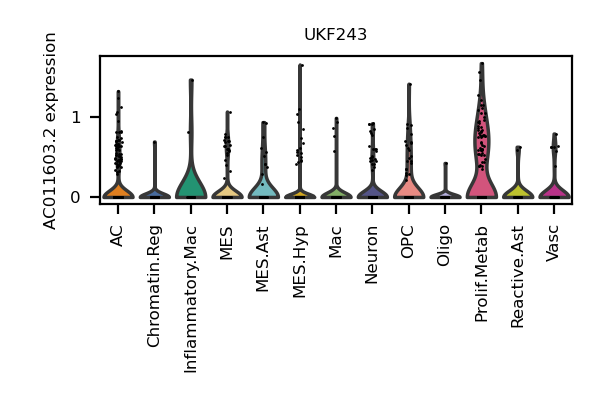 UKF243
AC011603.2 expression
1
0
AC
Chromatin.Reg
Inflammatory.Mac
MES
MES.Ast
MES.Hyp
Mac
Neuron
OPC
Oligo
Prolif.Metab
Reactive.Ast
Vasc